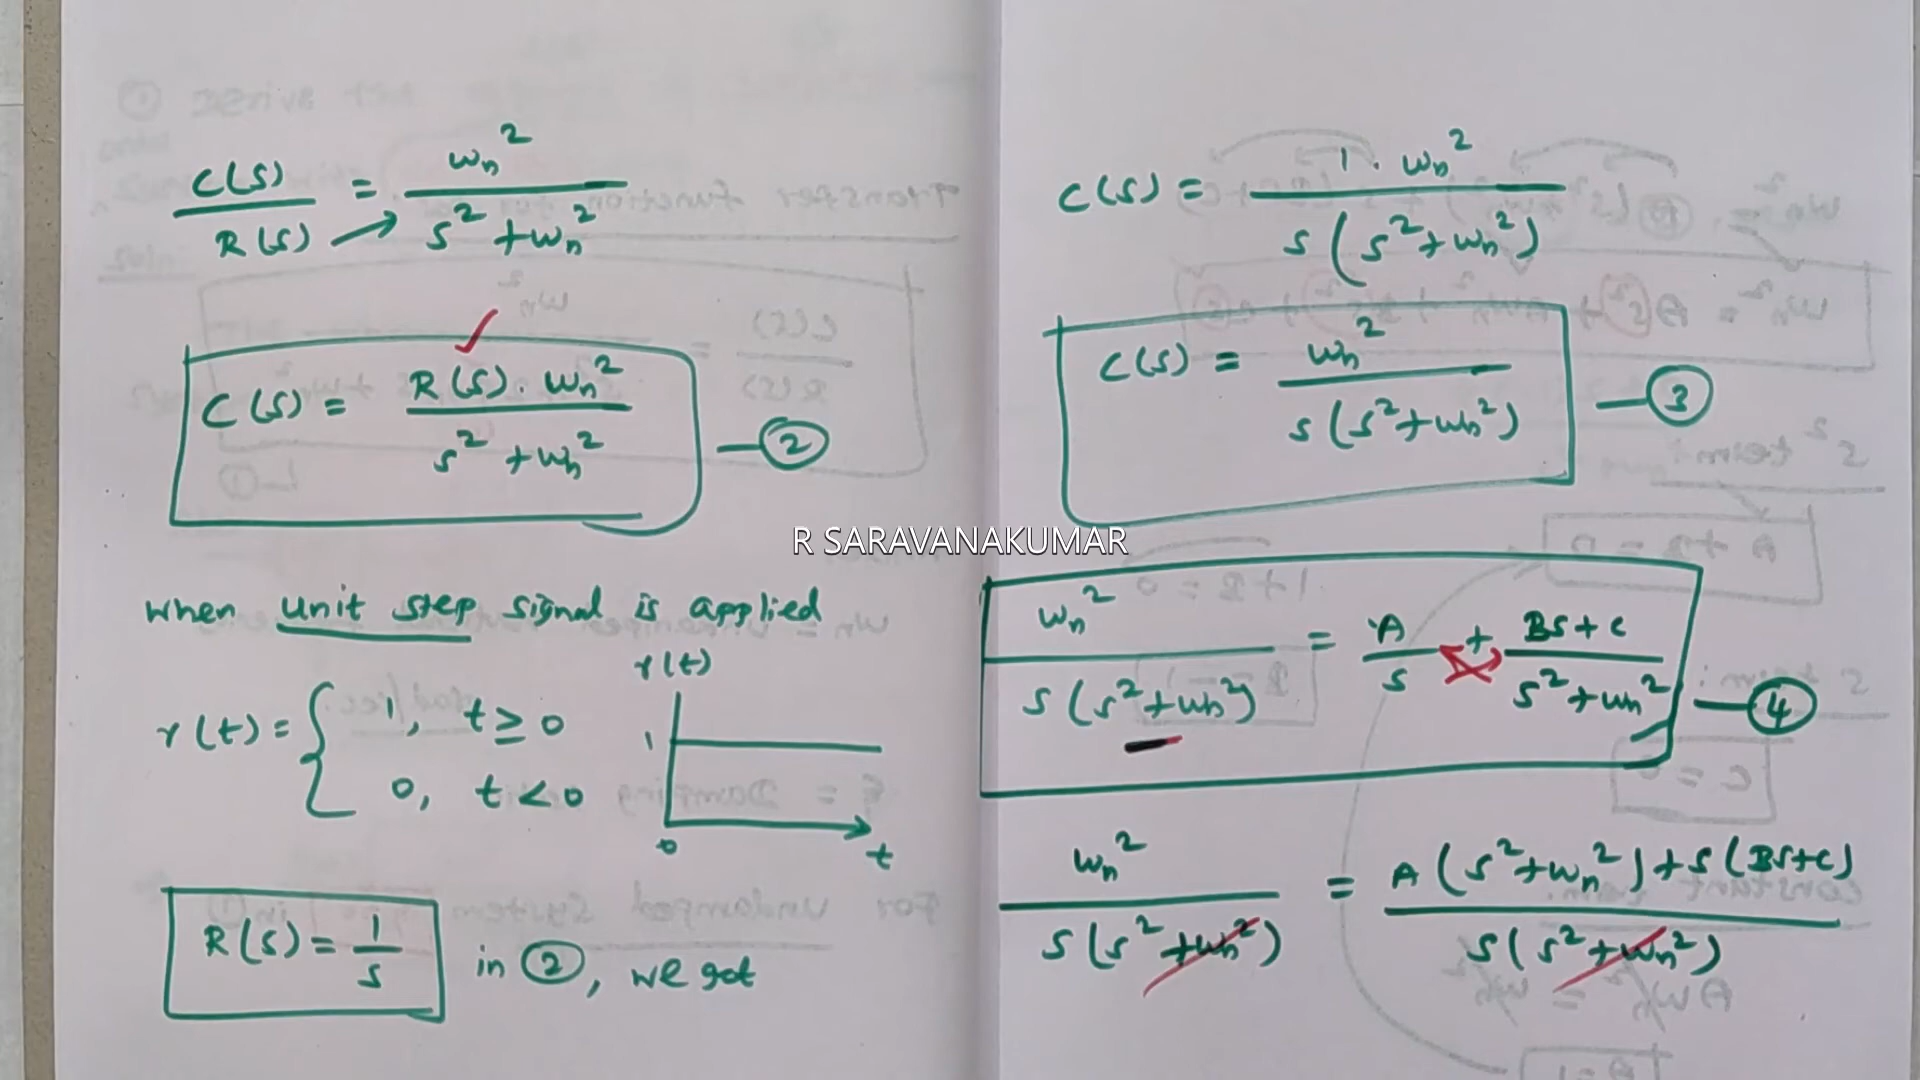 C(S)/R(S) = ωn²/(s² + ωn²)
C(S) = R(S) · ωn²/(s² + ωn²) — ②
when unit step signal is applied
r(t)
r(t) = { 1, t ≥ 0
0, t < 0
1
0
t
R(S) = 1/s in ②, we get
C(S) = 1 · ωn²/(s(s² + ωn²))
C(S) = ωn²/(s(s² + ωn²)) — ③
R SARAVANAKUMAR
ωn²/(s(s² + ωn²)) = A/s + (Bs + C)/(s² + ωn²) — ④
ωn²/(s(s² + ωn²)) = (A(s² + ωn²) + s(Bs + C))/(s(s² + ωn²))